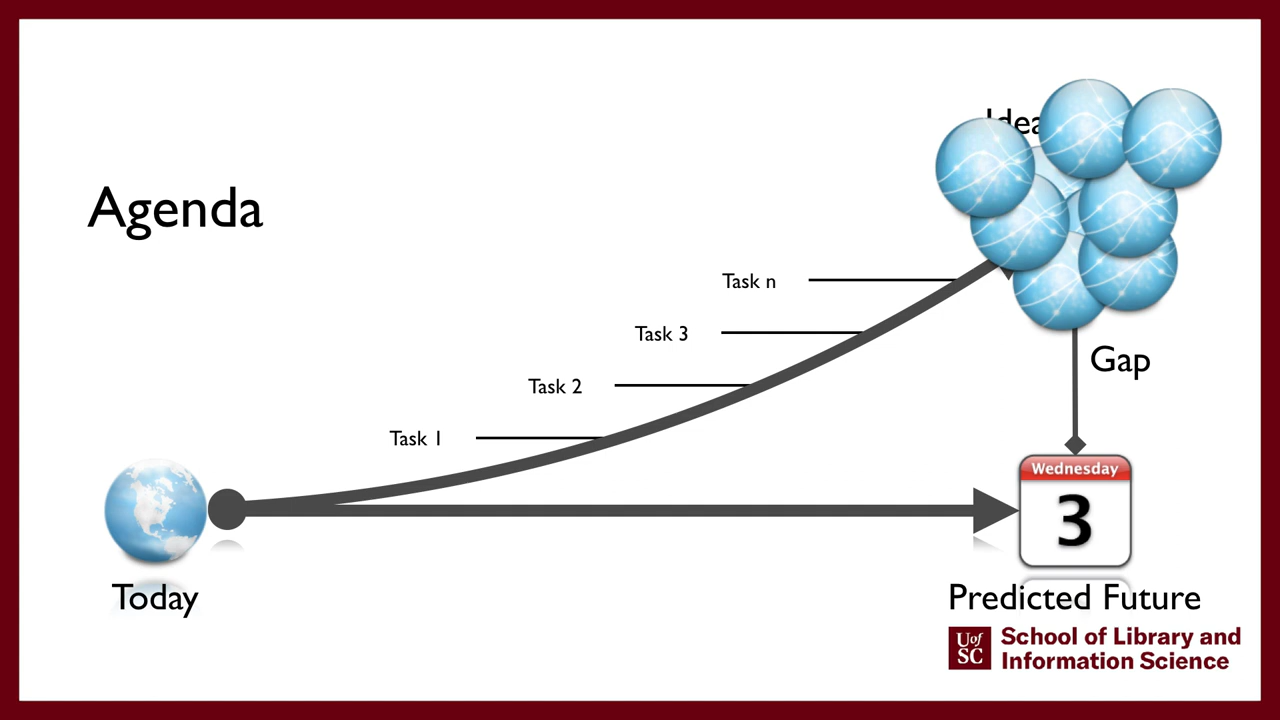 Agenda
Task n
Task 3
Task 2
Task 1
Gap
Wednesday
3
Today
Predicted Future
UofSC
School of Library and
Information Science